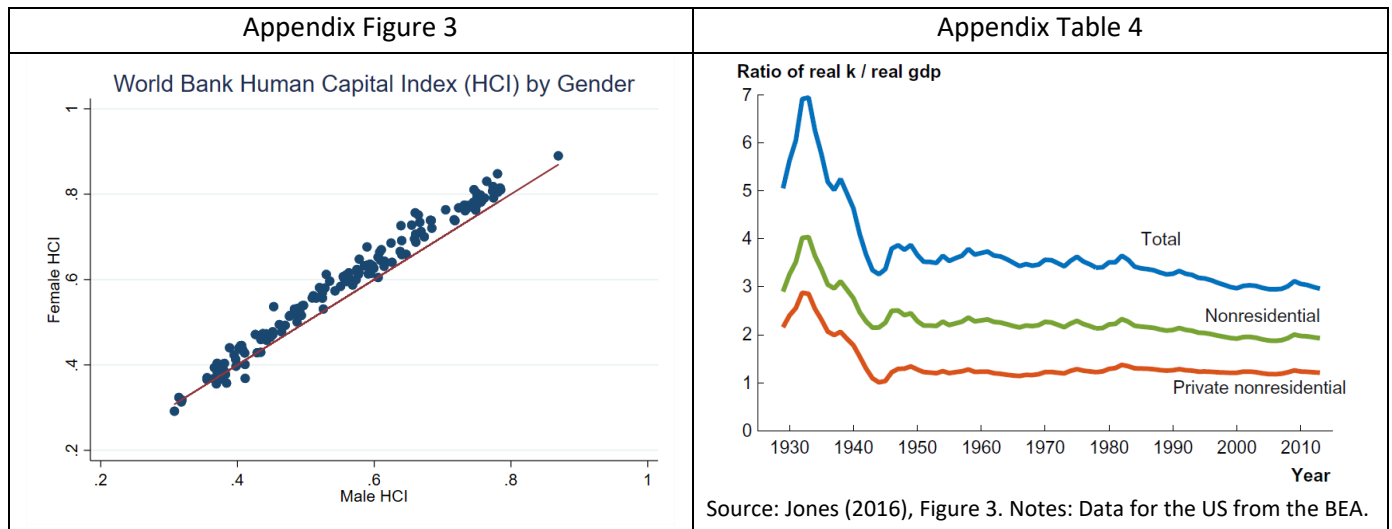 Appendix Figure 3
World Bank Human Capital Index (HCI) by Gender
1
.8
.6
.4
.2
Female HCI
.2 .4 .6 .8 1
Male HCI
Appendix Table 4
Ratio of real k / real gdp
7
6
5
4
3
2
1
0
Total
Nonresidential
Private nonresidential
1930 1940 1950 1960 1970 1980 1990 2000 2010
Year
Source: Jones (2016), Figure 3. Notes: Data for the US from the BEA.